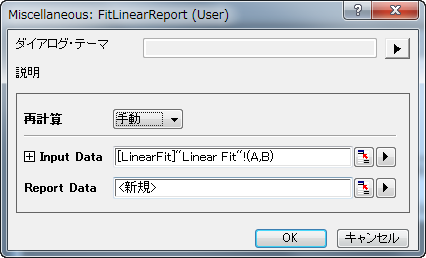 Miscellaneous: FitLinearReport (User)
ダイアログ・テーマ
説明
再計算 手動
Input Data [LinearFit]"Linear Fit"!(A,B)
Report Data <新規>
OK キャンセル